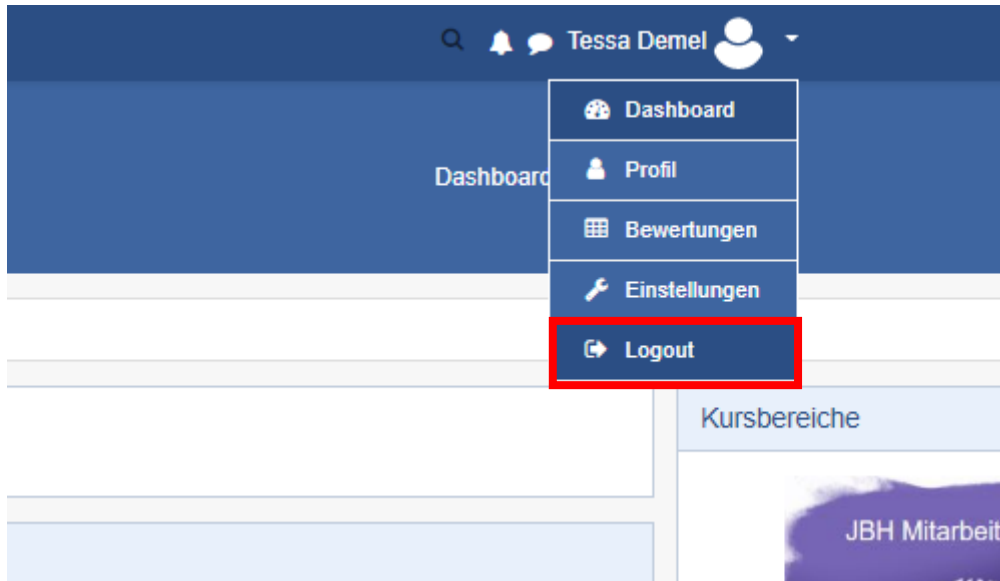 Tessa Demel
Dashboard
Dashboard
Profil
Bewertungen
Einstellungen
Logout
Kursbereiche
JBH Mitarbeit